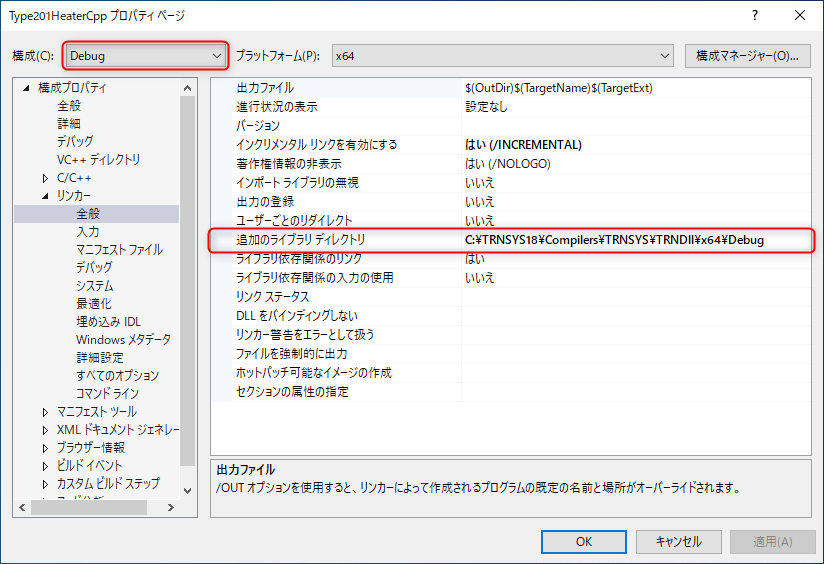 Type201HeaterCpp プロパティ ページ
? ×
構成(C): Debug プラットフォーム(P): x64 構成マネージャー(O)...
構成プロパティ
全般
詳細
デバッグ
VC++ ディレクトリ
C/C++
リンカー
全般
入力
マニフェスト ファイル
デバッグ
システム
最適化
埋め込み IDL
Windows メタデータ
詳細設定
すべてのオプション
コマンド ライン
マニフェスト ツール
XML ドキュメント ジェネレー
ブラウザー情報
ビルド イベント
カスタム ビルド ステップ
出力ファイル $(OutDir)$(TargetName)$(TargetExt)
進行状況の表示 設定なし
バージョン
インクリメンタル リンクを有効にする はい (/INCREMENTAL)
著作権情報の非表示 はい (/NOLOGO)
インポート ライブラリの無視 いいえ
出力の登録 いいえ
ユーザーごとのリダイレクト いいえ
追加のライブラリ ディレクトリ C:¥TRNSYS18¥Compilers¥TRNSYS¥TRNDll¥x64¥Debug
ライブラリ依存関係のリンク はい
ライブラリ依存関係の入力の使用 いいえ
リンク ステータス
DLL をバインディングしない
リンカー警告をエラーとして扱う
ファイルを強制的に出力
ホットパッチ可能なイメージの作成
セクションの属性の指定
出力ファイル
/OUT オプションを使用すると、リンカーによって作成されるプログラムの既定の名前と場所がオーバーライドされます。
OK キャンセル 適用(A)